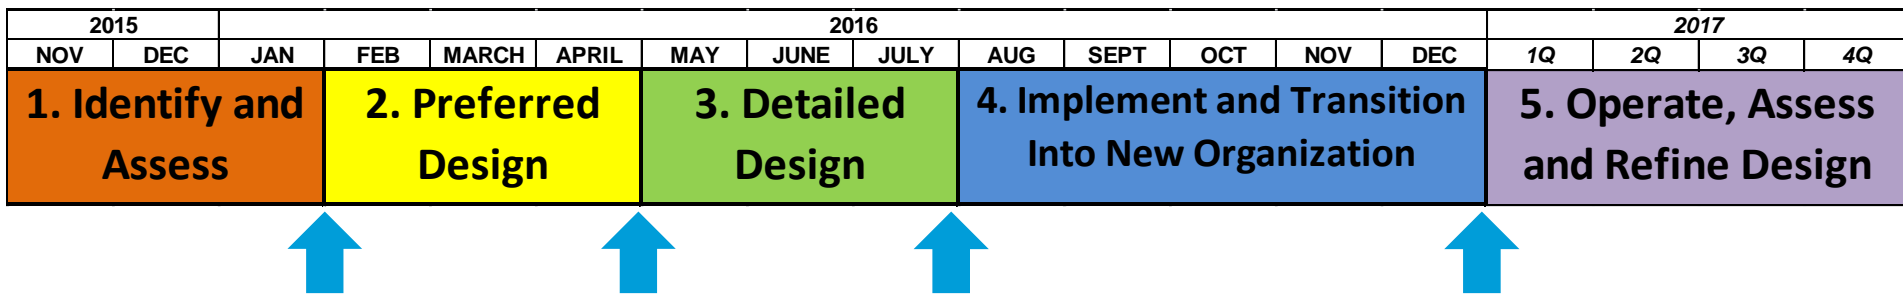 2015 2016 2017
NOV DEC JAN FEB MARCH APRIL MAY JUNE JULY AUG SEPT OCT NOV DEC 1Q 2Q 3Q 4Q
1. Identify and
Assess
2. Preferred
Design
3. Detailed
Design
4. Implement and Transition
Into New Organization
5. Operate, Assess
and Refine Design